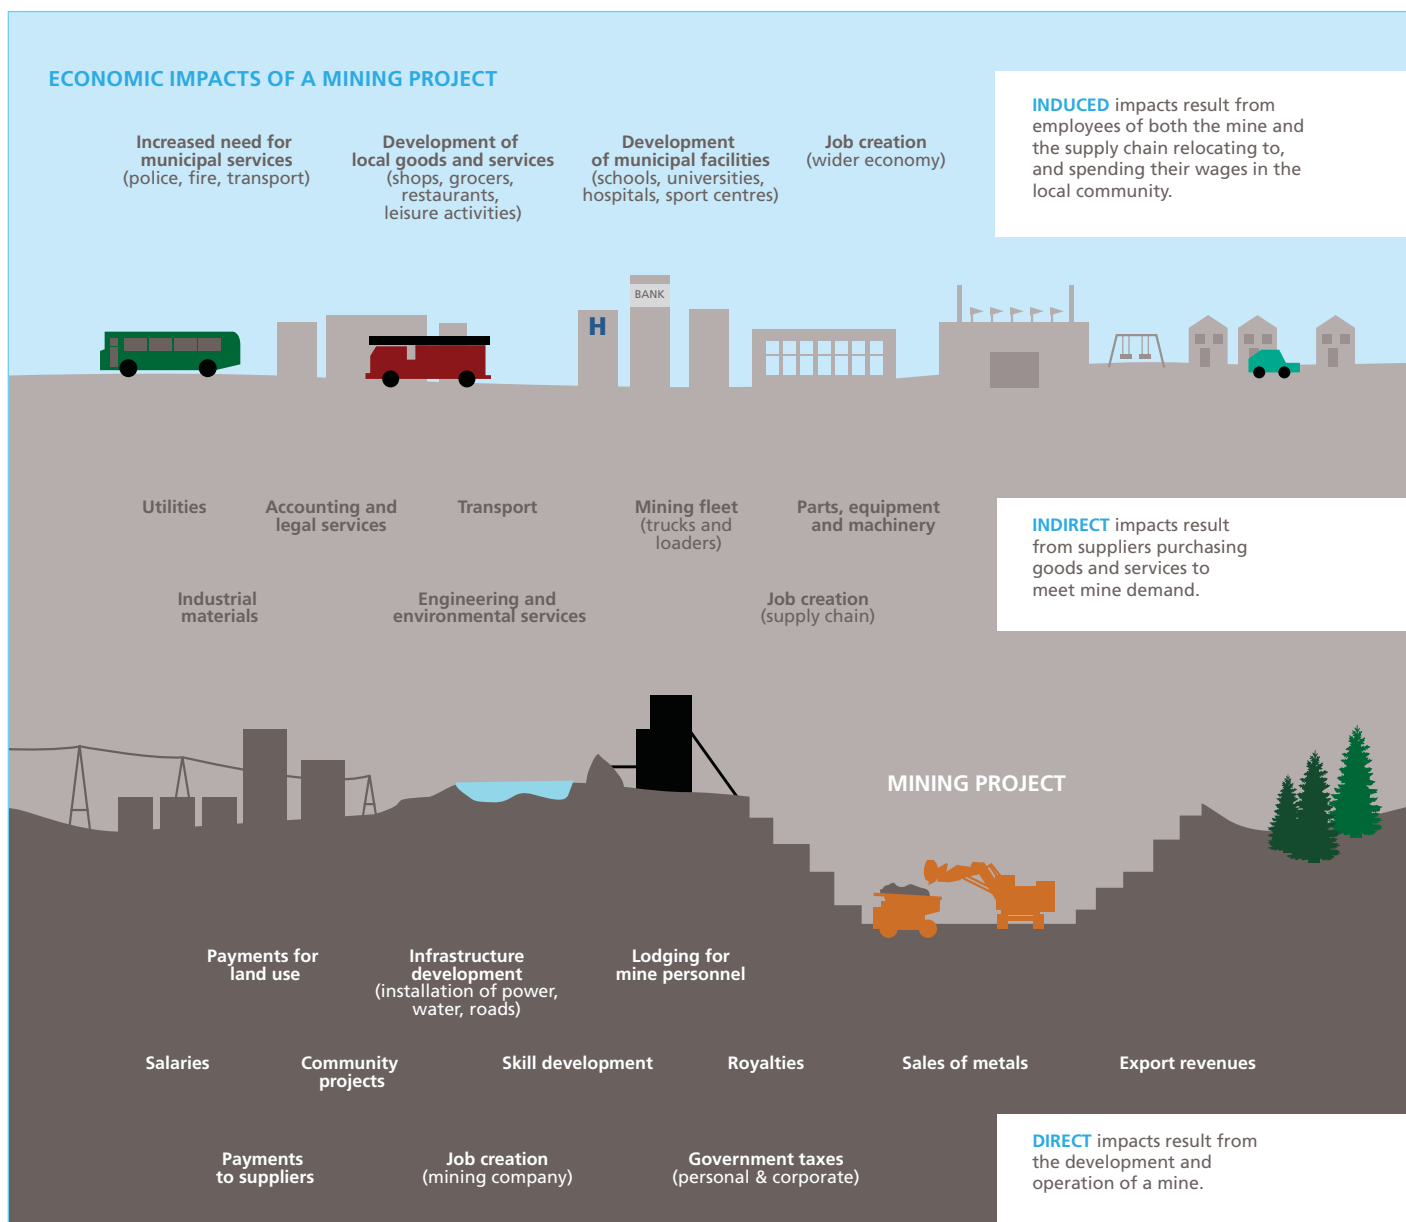 ECONOMIC IMPACTS OF A MINING PROJECT
Increased need for
municipal services
(police, fire, transport)
Development of
local goods and services
(shops, grocers,
restaurants,
leisure activities)
Development
of municipal facilities
(schools, universities,
hospitals, sport centres)
Job creation
(wider economy)
INDUCED impacts result from
employees of both the mine and
the supply chain relocating to,
and spending their wages in the
local community.
BANK
H
Utilities
Accounting and
legal services
Transport
Mining fleet
(trucks and
loaders)
Parts, equipment
and machinery
INDIRECT impacts result
from suppliers purchasing
goods and services to
meet mine demand.
Industrial
materials
Engineering and
environmental services
Job creation
(supply chain)
MINING PROJECT
Payments for
land use
Infrastructure
development
(installation of power,
water, roads)
Lodging for
mine personnel
Salaries
Community
projects
Skill development
Royalties
Sales of metals
Export revenues
Payments
to suppliers
Job creation
(mining company)
Government taxes
(personal & corporate)
DIRECT impacts result from
the development and
operation of a mine.